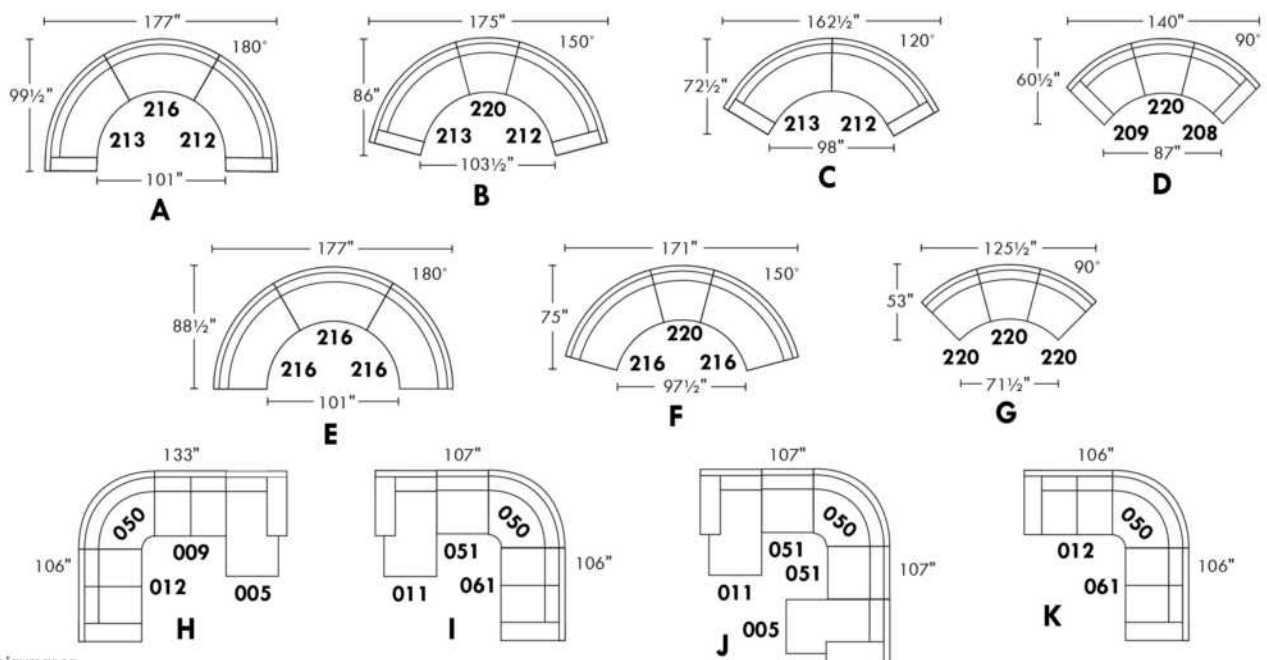 177" 175" 162½" 140"
180° 150° 120° 90°
99½" 86" 72½" 60½"
216 220 220
213 212 213 212 213 212 209 208
101" 103½" 98" 87"
A B C D
177" 171" 125½"
180° 150° 90°
88½" 75" 53"
216 220 220
216 216 216 216 220 220
101" 97½" 71½"
E F G
133" 107" 107" 106"
050 050 050 050
009 051 051 012
106" 012 061 106" 051 107" 061 106"
005 011 011
H I J 005 K